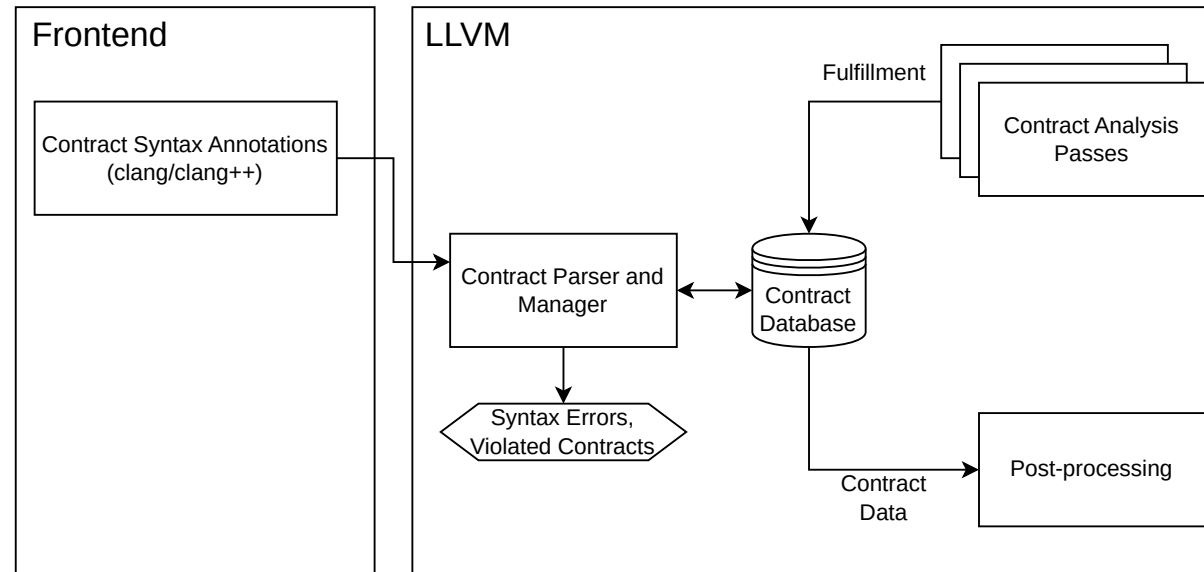 Frontend
LLVM
Fulfillment
Contract Syntax Annotations
(clang/clang++)
Contract Analysis
Passes
Contract Parser and
Manager
Contract
Database
Syntax Errors,
Violated Contracts
Contract
Data
Post-processing